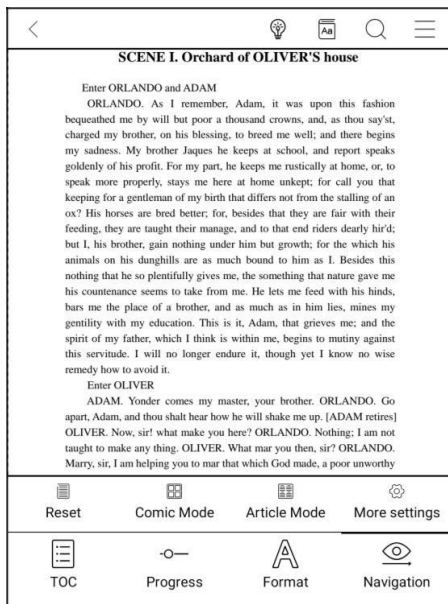 Aa
SCENE I. Orchard of OLIVER'S house
Enter ORLANDO and ADAM
ORLANDO. As I remember, Adam, it was upon this fashion
bequeathed me by will but poor a thousand crowns, and, as thou say'st,
charged my brother, on his blessing, to breed me well; and there begins
my sadness. My brother Jaques he keeps at school, and report speaks
goldenly of his profit. For my part, he keeps me rustically at home, or, to
speak more properly, stays me here at home unkept; for call you that
keeping for a gentleman of my birth that differs not from the stalling of an
ox? His horses are bred better; for, besides that they are fair with their
feeding, they are taught their manage, and to that end riders dearly hir'd;
but I, his brother, gain nothing under him but growth; for the which his
animals on his dunghills are as much bound to him as I. Besides this
nothing that he so plentifully gives me, the something that nature gave me
his countenance seems to take from me. He lets me feed with his hinds,
bars me the place of a brother, and as much as in him lies, mines my
gentility with my education. This is it, Adam, that grieves me; and the
spirit of my father, which I think is within me, begins to mutiny against
this servitude. I will no longer endure it, though yet I know no wise
remedy how to avoid it.
Enter OLIVER
ADAM. Yonder comes my master, your brother. ORLANDO. Go
apart, Adam, and thou shalt hear how he will shake me up. [ADAM retires]
OLIVER. Now, sir! what make you here? ORLANDO. Nothing; I am not
taught to make any thing. OLIVER. What mar you then, sir? ORLANDO.
Marry, sir, I am helping you to mar that which God made, a poor unworthy
Reset Comic Mode Article Mode More settings
TOC Progress Format Navigation